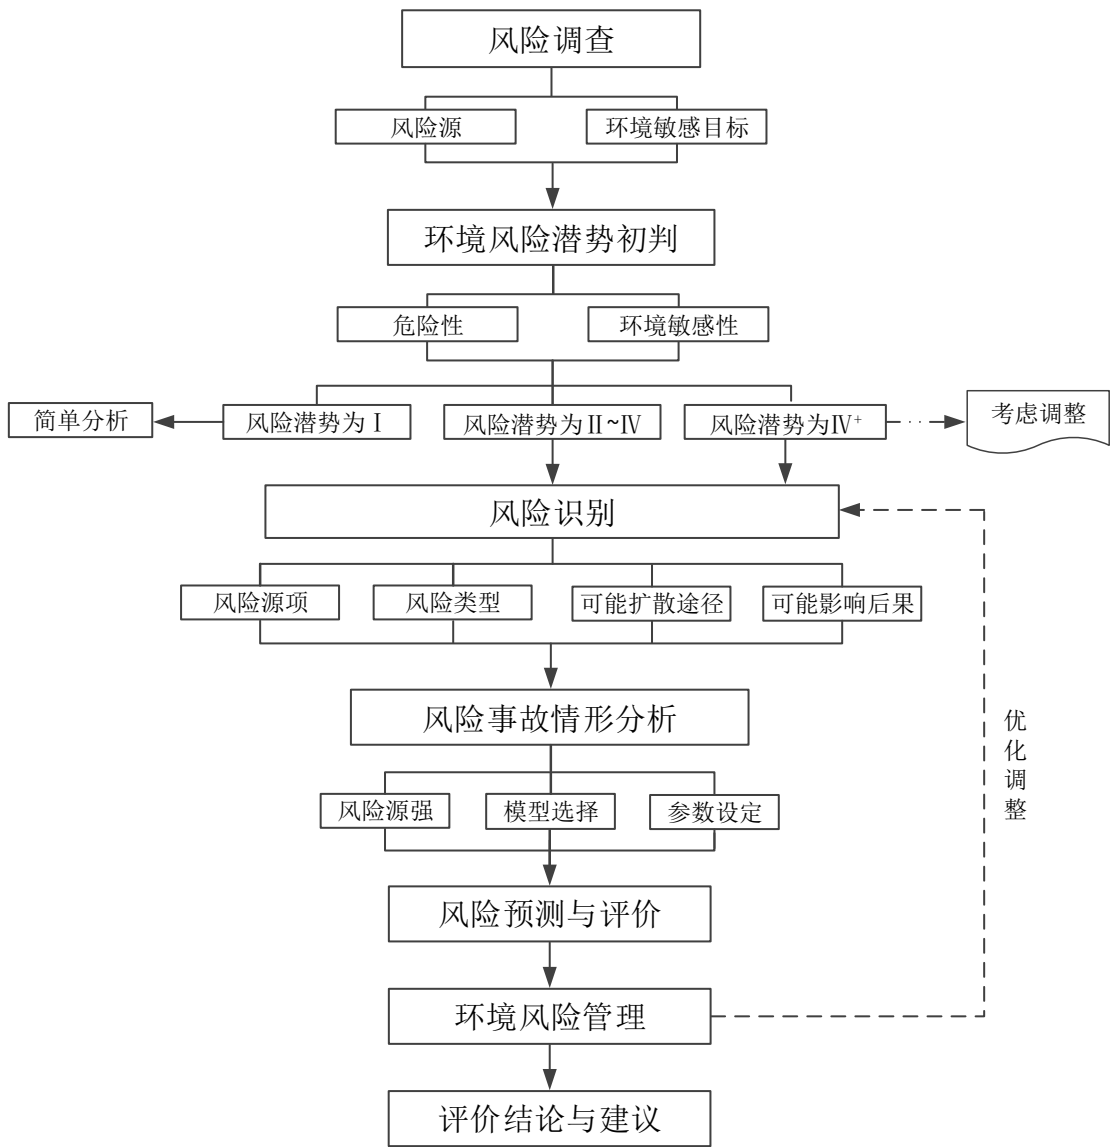 风险调查
风险源
环境敏感目标
环境风险潜势初判
危险性
环境敏感性
简单分析
风险潜势为Ⅰ
风险潜势为Ⅱ~Ⅳ
风险潜势为Ⅳ⁺
考虑调整
风险识别
风险源项
风险类型
可能扩散途径
可能影响后果
风险事故情形分析
优化调整
风险源强
模型选择
参数设定
风险预测与评价
环境风险管理
评价结论与建议